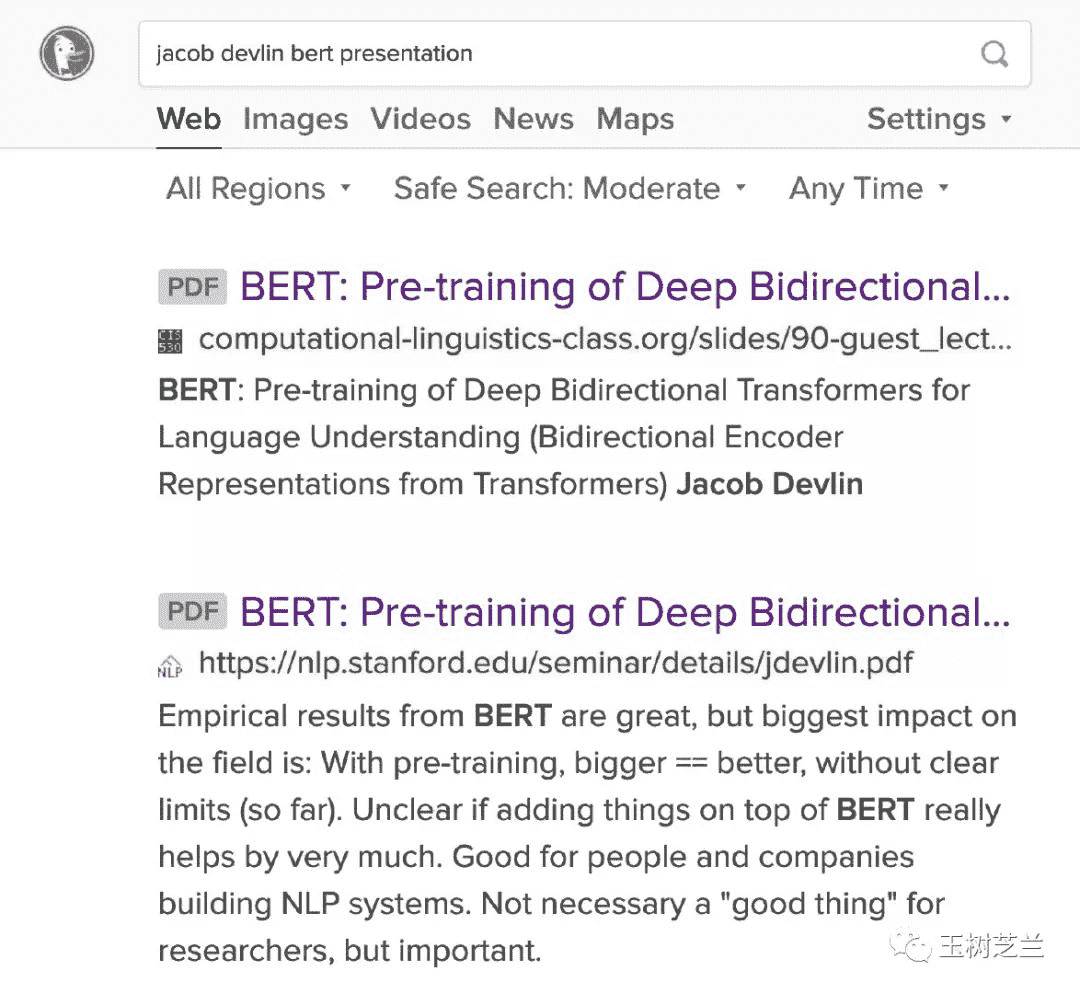 jacob devlin bert presentation
Web Images Videos News Maps Settings
All Regions Safe Search: Moderate Any Time
PDF BERT: Pre-training of Deep Bidirectional...
CIS 530 computational-linguistics-class.org/slides/90-guest_lect...
BERT: Pre-training of Deep Bidirectional Transformers for
Language Understanding (Bidirectional Encoder
Representations from Transformers) Jacob Devlin
PDF BERT: Pre-training of Deep Bidirectional...
NLP https://nlp.stanford.edu/seminar/details/jdevlin.pdf
Empirical results from BERT are great, but biggest impact on
the field is: With pre-training, bigger == better, without clear
limits (so far). Unclear if adding things on top of BERT really
helps by very much. Good for people and companies
building NLP systems. Not necessary a "good thing" for
researchers, but important.
玉树芝兰